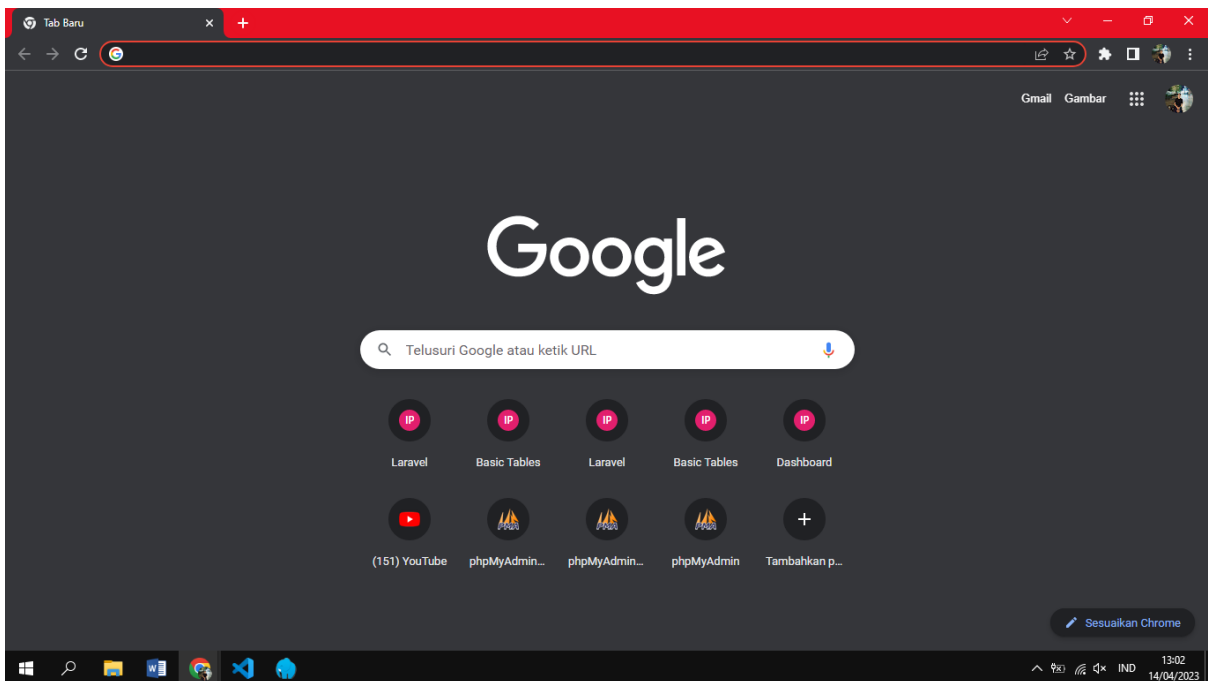 Tab Baru
Gmail Gambar
Google
Telusuri Google atau ketik URL
IP IP IP IP IP
Laravel Basic Tables Laravel Basic Tables Dashboard
(151) YouTube phpMyAdmin... phpMyAdmin... phpMyAdmin Tambahkan p...
Sesuaikan Chrome
IND 13:02
14/04/2023